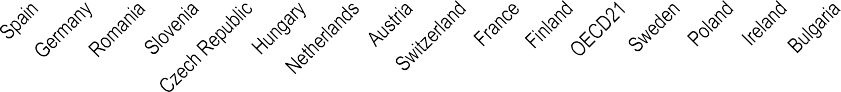 Spain
Germany
Romania
Slovenia
Czech Republic
Hungary
Netherlands
Austria
Switzerland
France
Finland
OECD21
Sweden
Poland
Ireland
Bulgaria